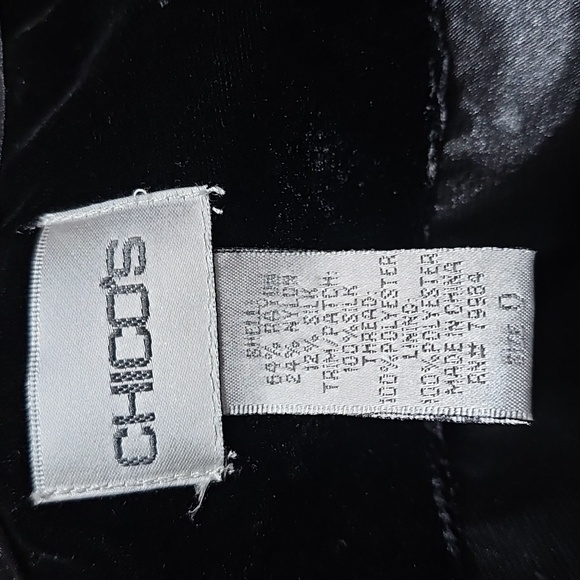 CHICO'S
SHELL:
64% RAYON
24% NYLON
12% SILK
TRIM/PATCH:
100% SILK
THREAD:
100% POLYESTER
LINING:
100% POLYESTER
MADE IN CHINA
RN# 79984
SIZE 0